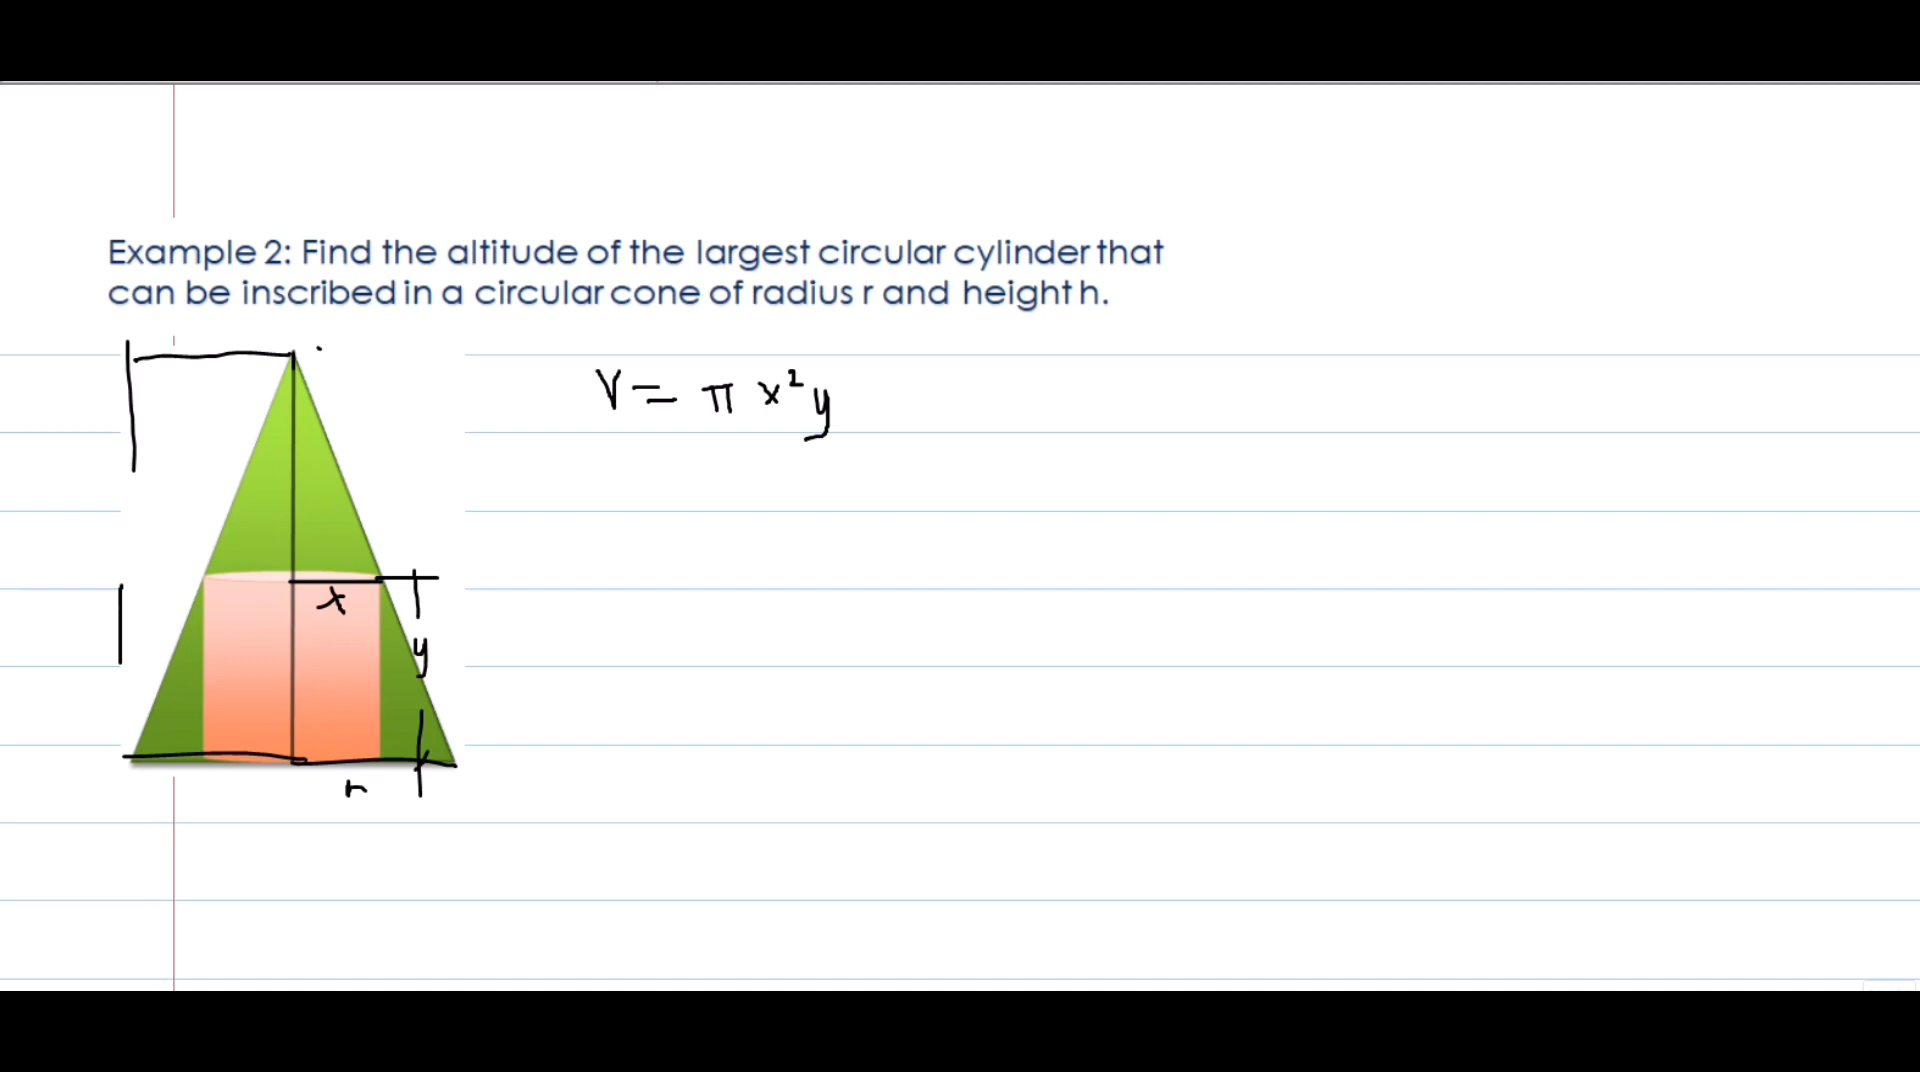 Example 2: Find the altitude of the largest circular cylinder that
can be inscribed in a circular cone of radius r and height h.
V = π x² y
x
y
r